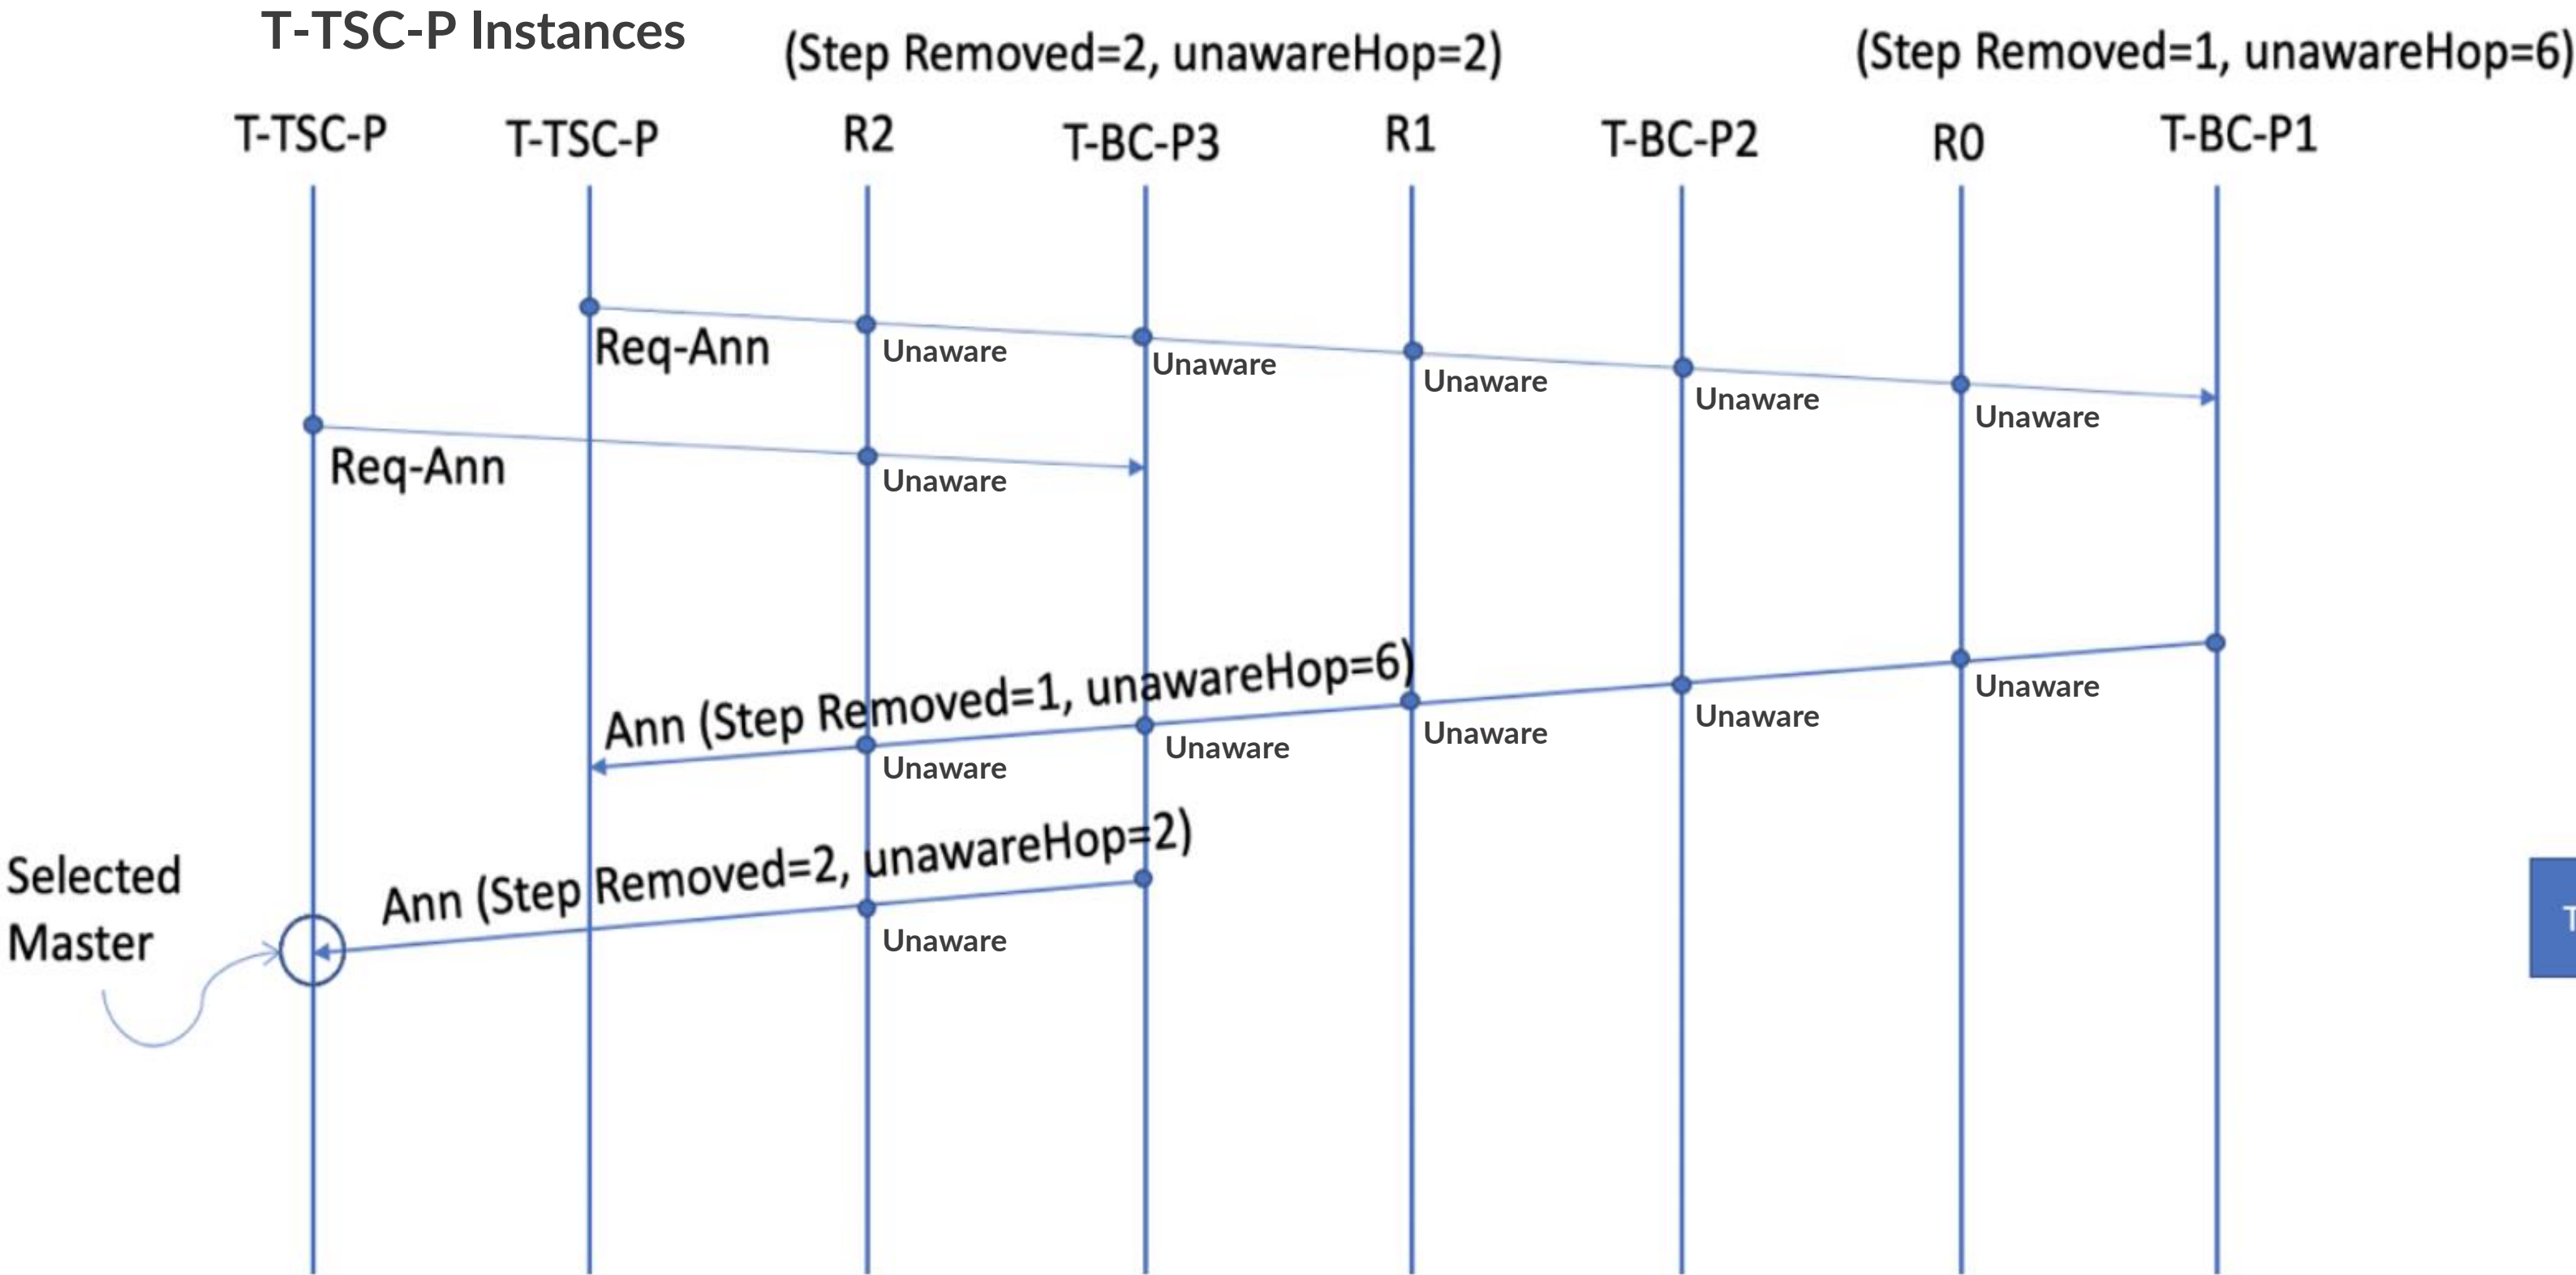 T-TSC-P Instances
(Step Removed=2, unawareHop=2)
(Step Removed=1, unawareHop=6)
T-TSC-P
T-TSC-P
R2
T-BC-P3
R1
T-BC-P2
R0
T-BC-P1
Req-Ann
Unaware
Unaware
Unaware
Unaware
Unaware
Req-Ann
Unaware
Ann (Step Removed=1, unawareHop=6)
Unaware
Unaware
Unaware
Unaware
Unaware
Ann (Step Removed=2, unawareHop=2)
Unaware
Selected
Master
T